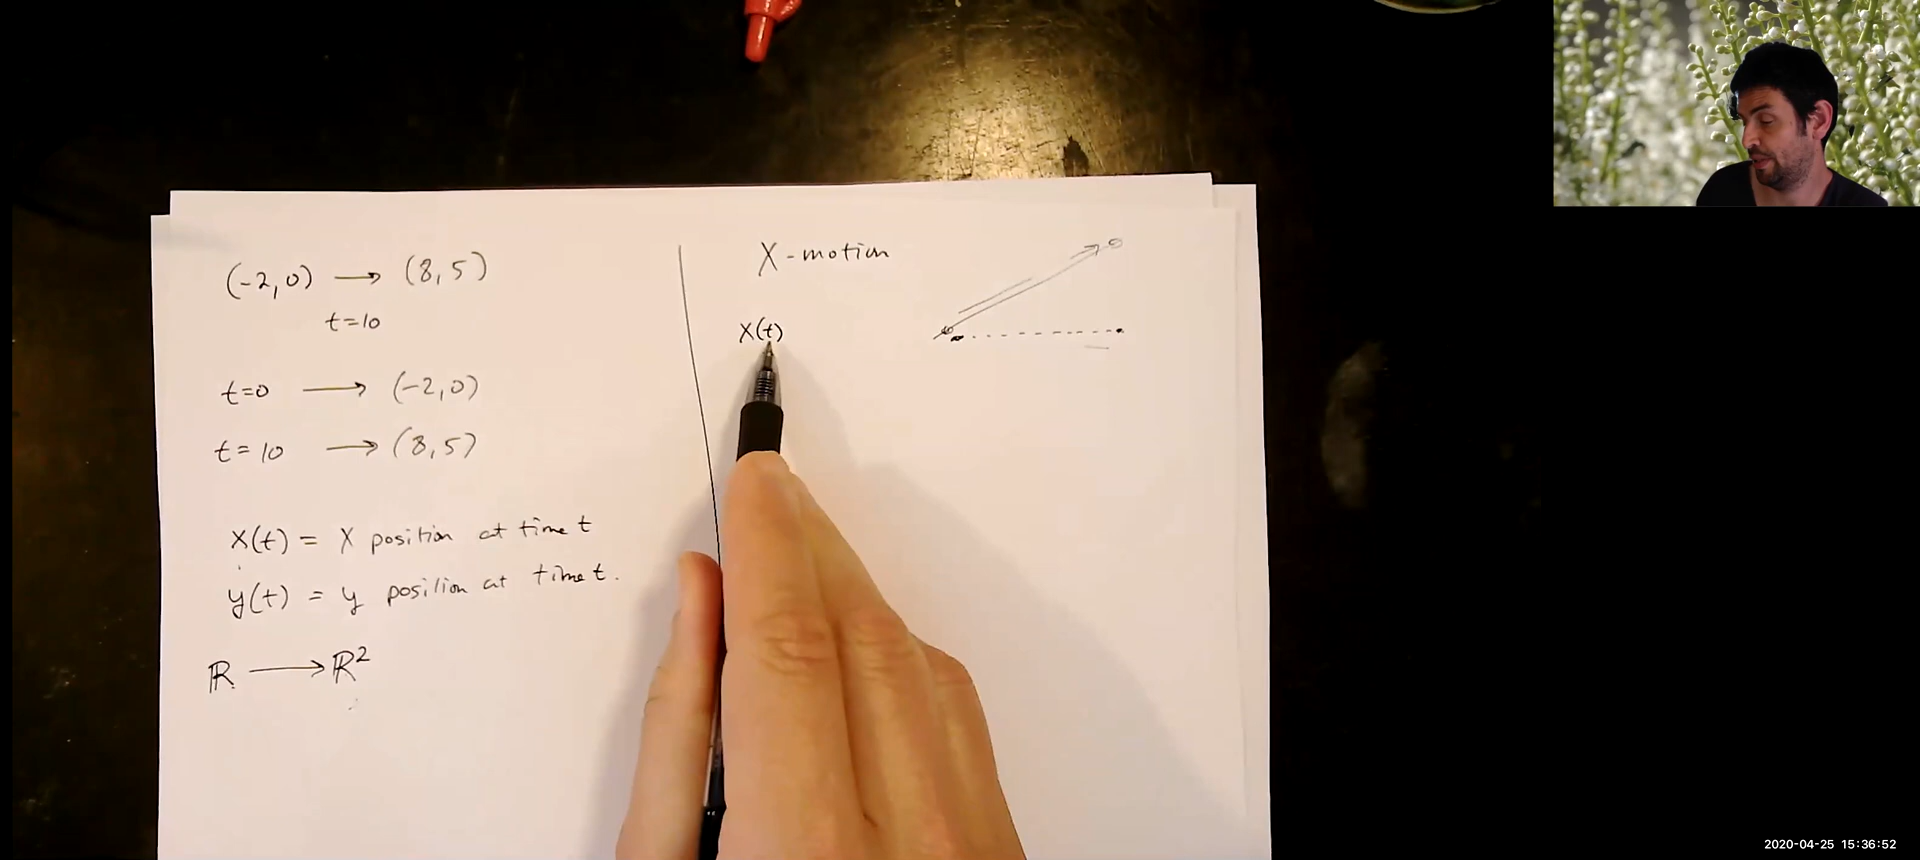 (-2,0) → (8,5)
t=10
t=0 → (-2,0)
t=10 → (8,5)
x(t) = x position at time t
y(t) = y position at time t.
ℝ → ℝ²
X-motion
x(t)
2020-04-25 15:36:52